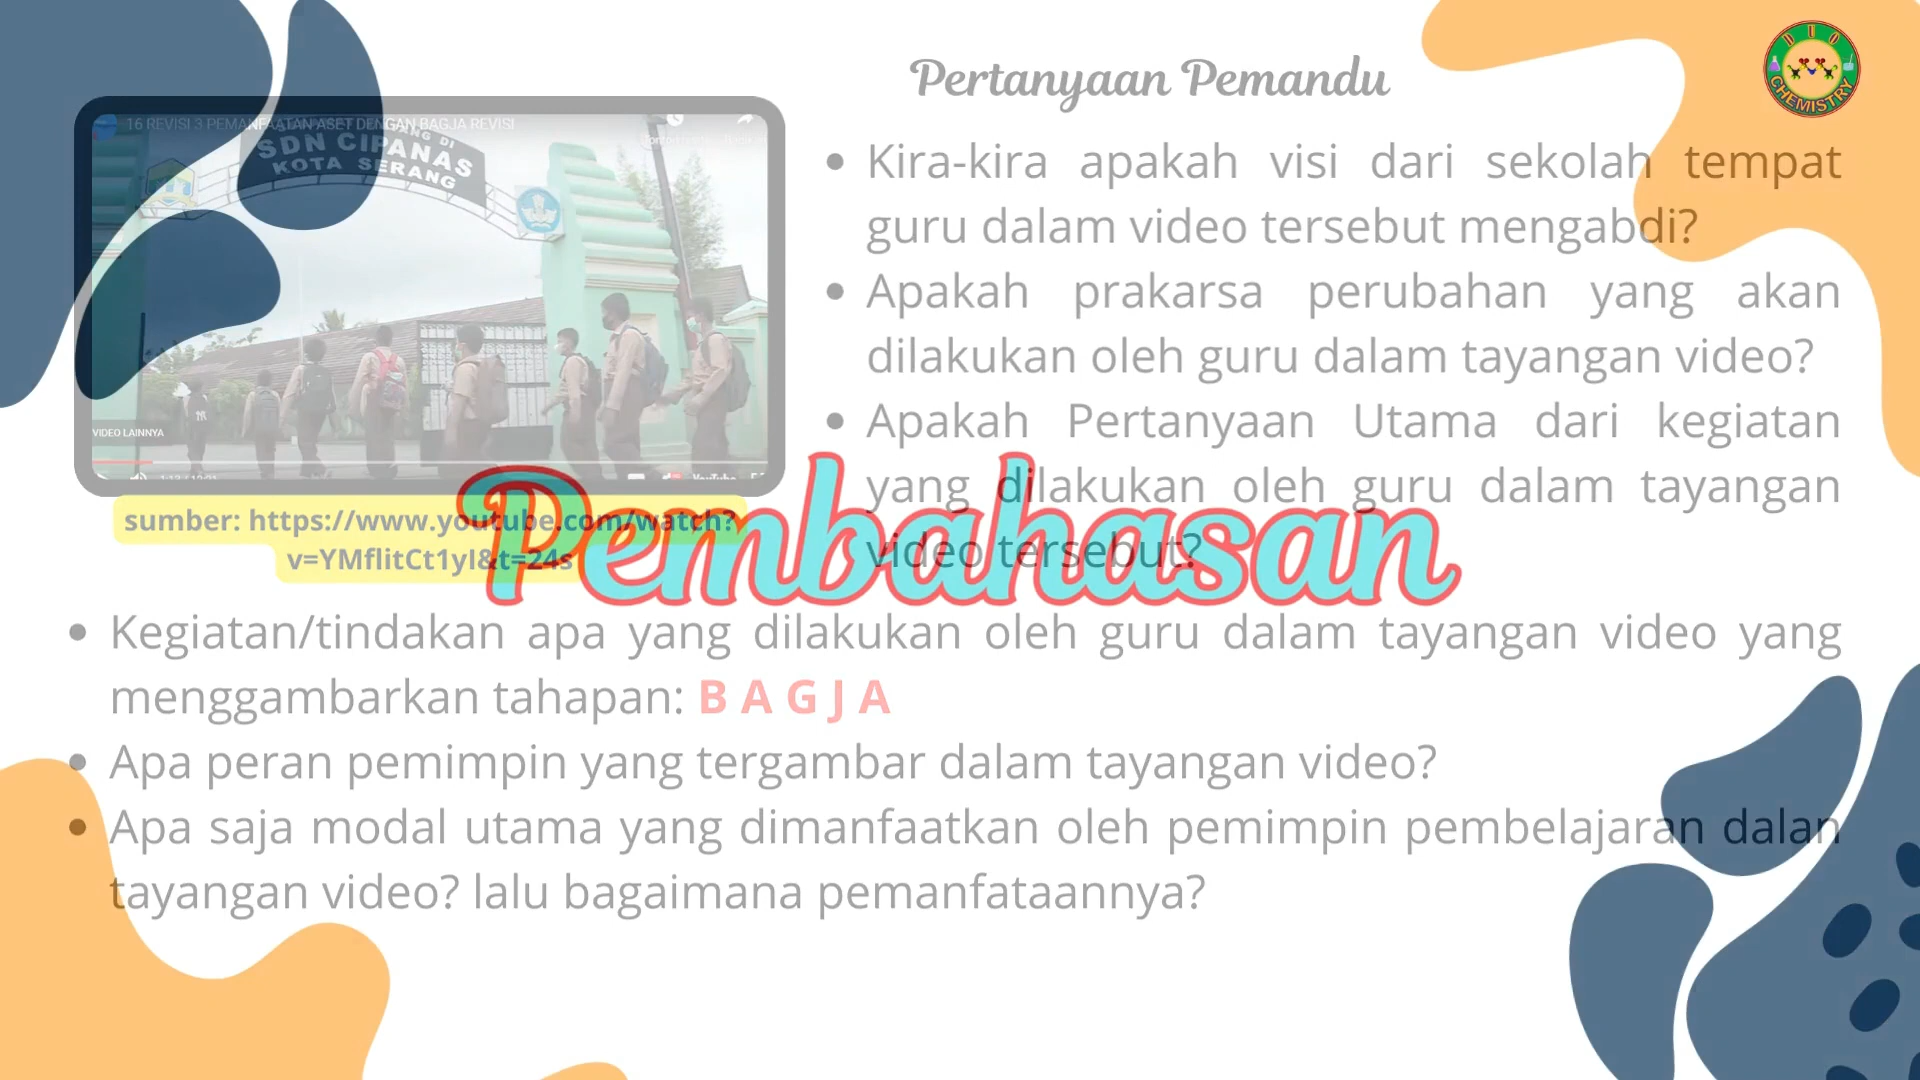 Pertanyaan Pemandu
DUO
CHEMISTRY
16 REVISI 3 PEMANFAATAN ASET DENGAN BAGJA REVISI
SDN CIPANAS
KOTA SERANG
VIDEO LAINNYA
YouTube
sumber: https://www.youtube.com/watch?
v=YMflitCt1yI&t=24s
Kira-kira apakah visi dari sekolah tempat
guru dalam video tersebut mengabdi?
Apakah prakarsa perubahan yang akan
dilakukan oleh guru dalam tayangan video?
Apakah Pertanyaan Utama dari kegiatan
yang dilakukan oleh guru dalam tayangan
video tersebut?
Pembahasan
Kegiatan/tindakan apa yang dilakukan oleh guru dalam tayangan video yang
menggambarkan tahapan: B A G J A
Apa peran pemimpin yang tergambar dalam tayangan video?
Apa saja modal utama yang dimanfaatkan oleh pemimpin pembelajaran dalan
tayangan video? lalu bagaimana pemanfataannya?